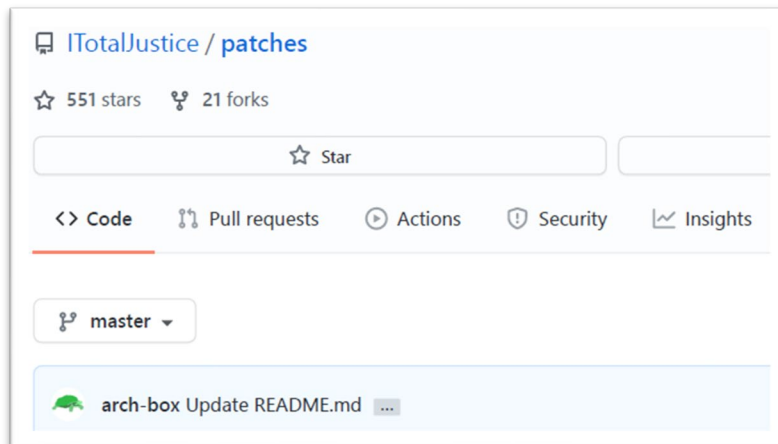 ITotalJustice / patches
551 stars 21 forks
Star
<> Code Pull requests Actions Security Insights
master
arch-box Update README.md ...